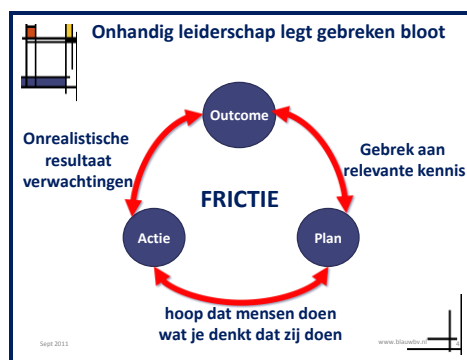 Onhandig leiderschap legt gebreken bloot
Outcome
Onrealistische
resultaat
verwachtingen
Gebrek aan
relevante kennis
FRICTIE
Actie
Plan
hoop dat mensen doen
wat je denkt dat zij doen
Sept 2011
www.blauwbv.nl
4